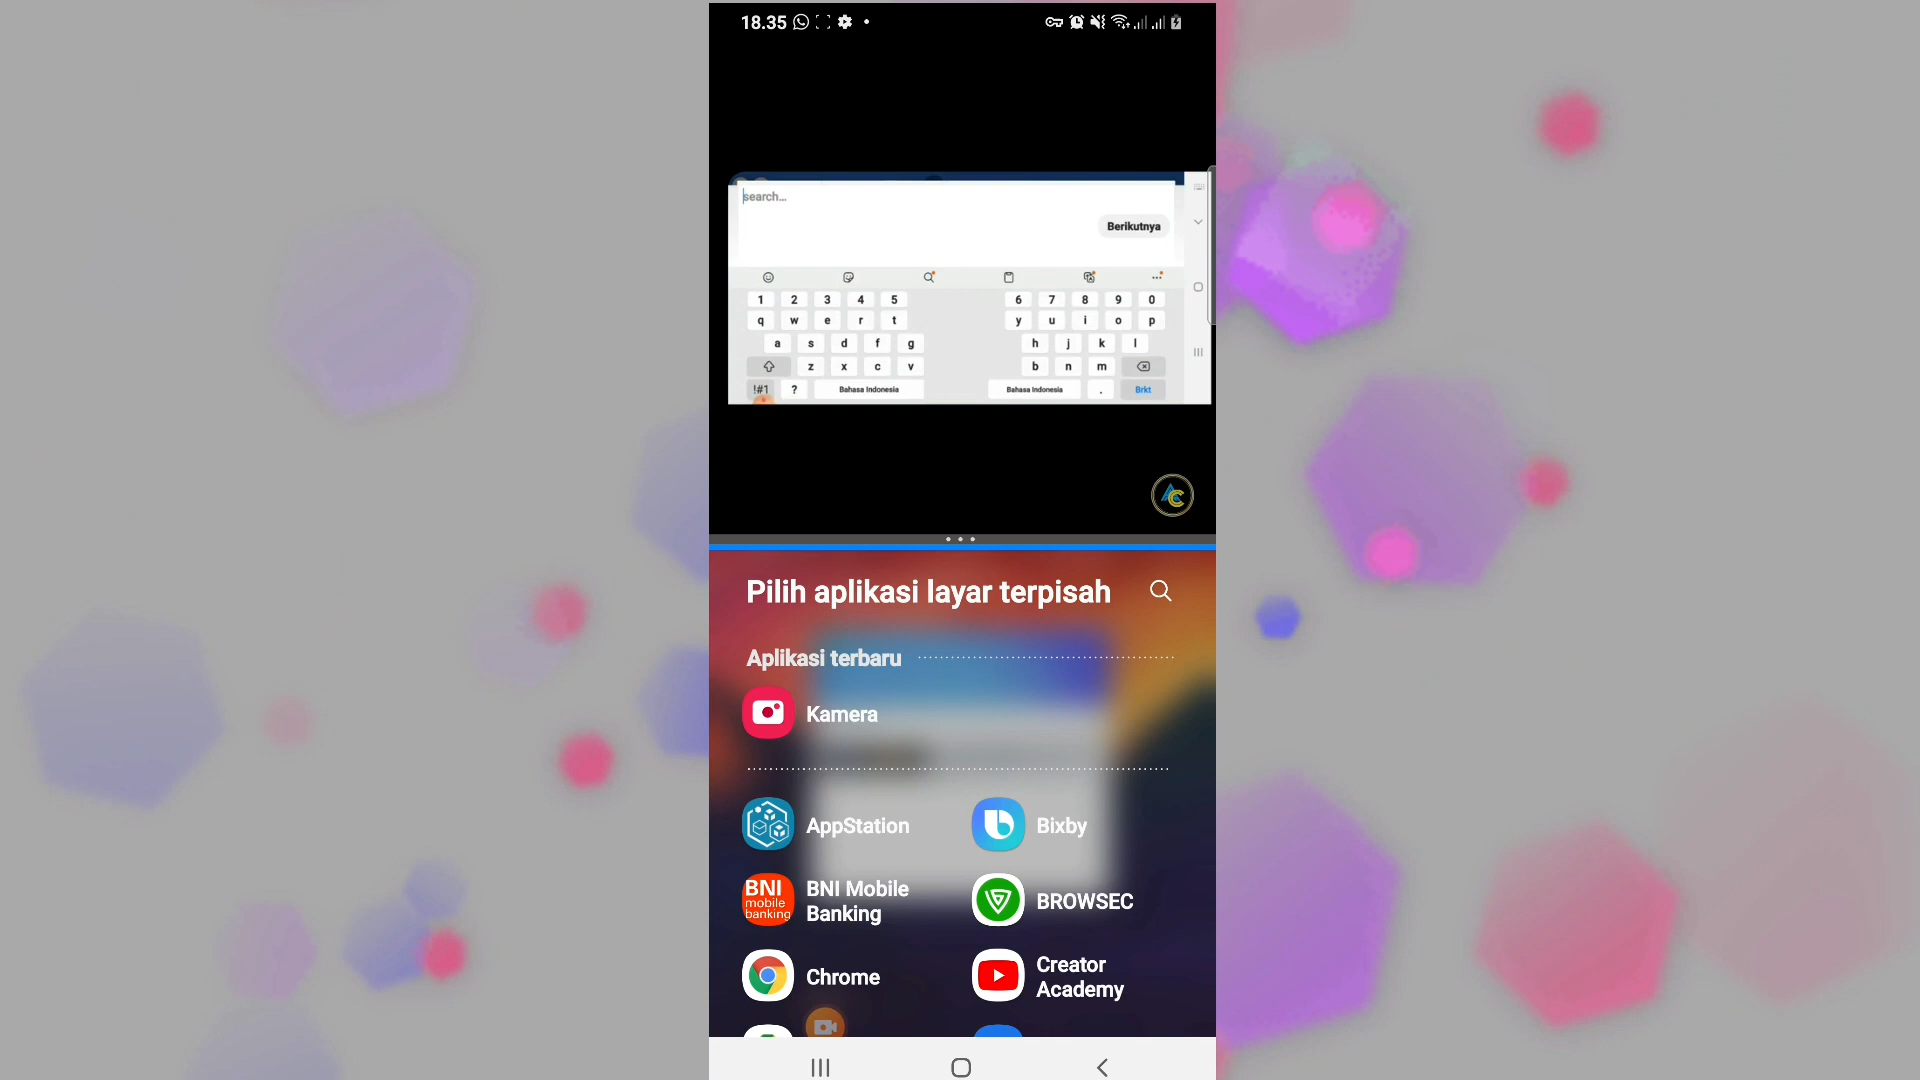 18.35
search...
Berikutnya
1 2 3 4 5 6 7 8 9 0
q w e r t y u i o p
a s d f g h j k l
z x c v b n m
!#1 ? Bahasa Indonesia Bahasa Indonesia . Brkt
AC
Pilih aplikasi layar terpisah
Aplikasi terbaru
Kamera
AppStation
Bixby
BNI
mobile
banking
BNI Mobile
Banking
BROWSEC
Chrome
Creator
Academy